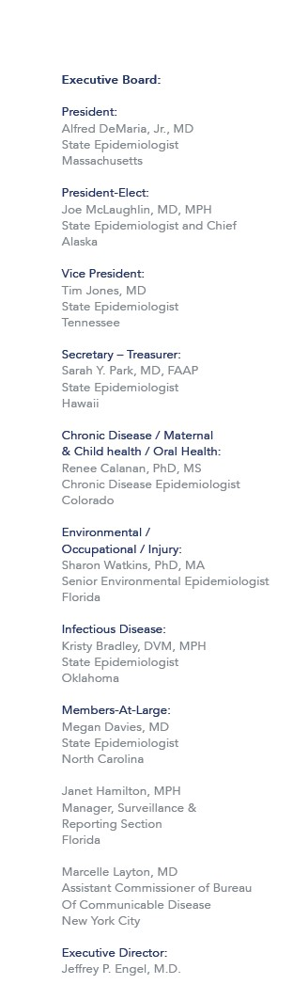 Executive Board:
President:
Alfred DeMaria, Jr., MD
State Epidemiologist
Massachusetts
President-Elect:
Joe McLaughlin, MD, MPH
State Epidemiologist and Chief
Alaska
Vice President:
Tim Jones, MD
State Epidemiologist
Tennessee
Secretary – Treasurer:
Sarah Y. Park, MD, FAAP
State Epidemiologist
Hawaii
Chronic Disease / Maternal
& Child health / Oral Health:
Renee Calanan, PhD, MS
Chronic Disease Epidemiologist
Colorado
Environmental /
Occupational / Injury:
Sharon Watkins, PhD, MA
Senior Environmental Epidemiologist
Florida
Infectious Disease:
Kristy Bradley, DVM, MPH
State Epidemiologist
Oklahoma
Members-At-Large:
Megan Davies, MD
State Epidemiologist
North Carolina
Janet Hamilton, MPH
Manager, Surveillance &
Reporting Section
Florida
Marcelle Layton, MD
Assistant Commissioner of Bureau
Of Communicable Disease
New York City
Executive Director:
Jeffrey P. Engel, M.D.